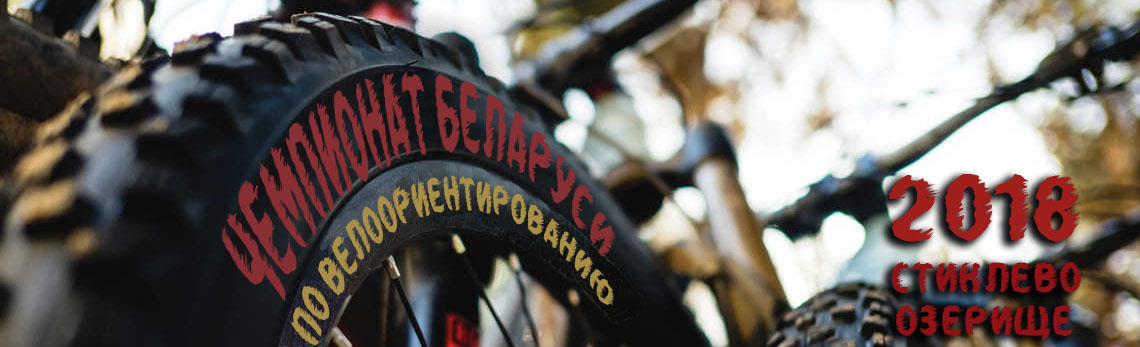 ЧЕМПИОНАТ БЕЛАРУСИ
ПО ВЕЛООРИЕНТИРОВАНИЮ
2018
СТИКЛЕВО
ОЗЕРИЩЕ